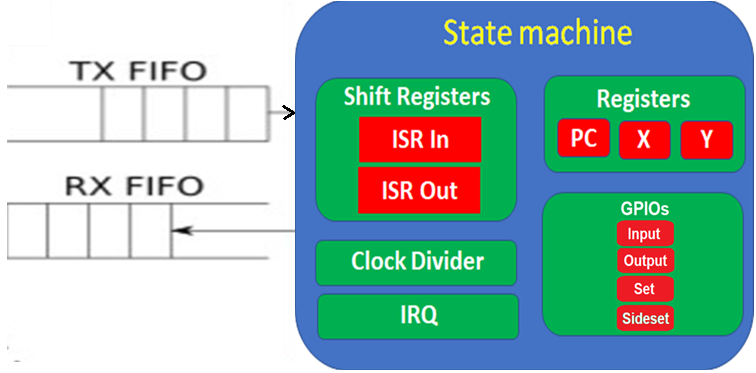 State machine
TX FIFO
RX FIFO
Shift Registers
ISR In
ISR Out
Clock Divider
IRQ
Registers
PC X Y
GPIOs
Input
Output
Set
Sideset